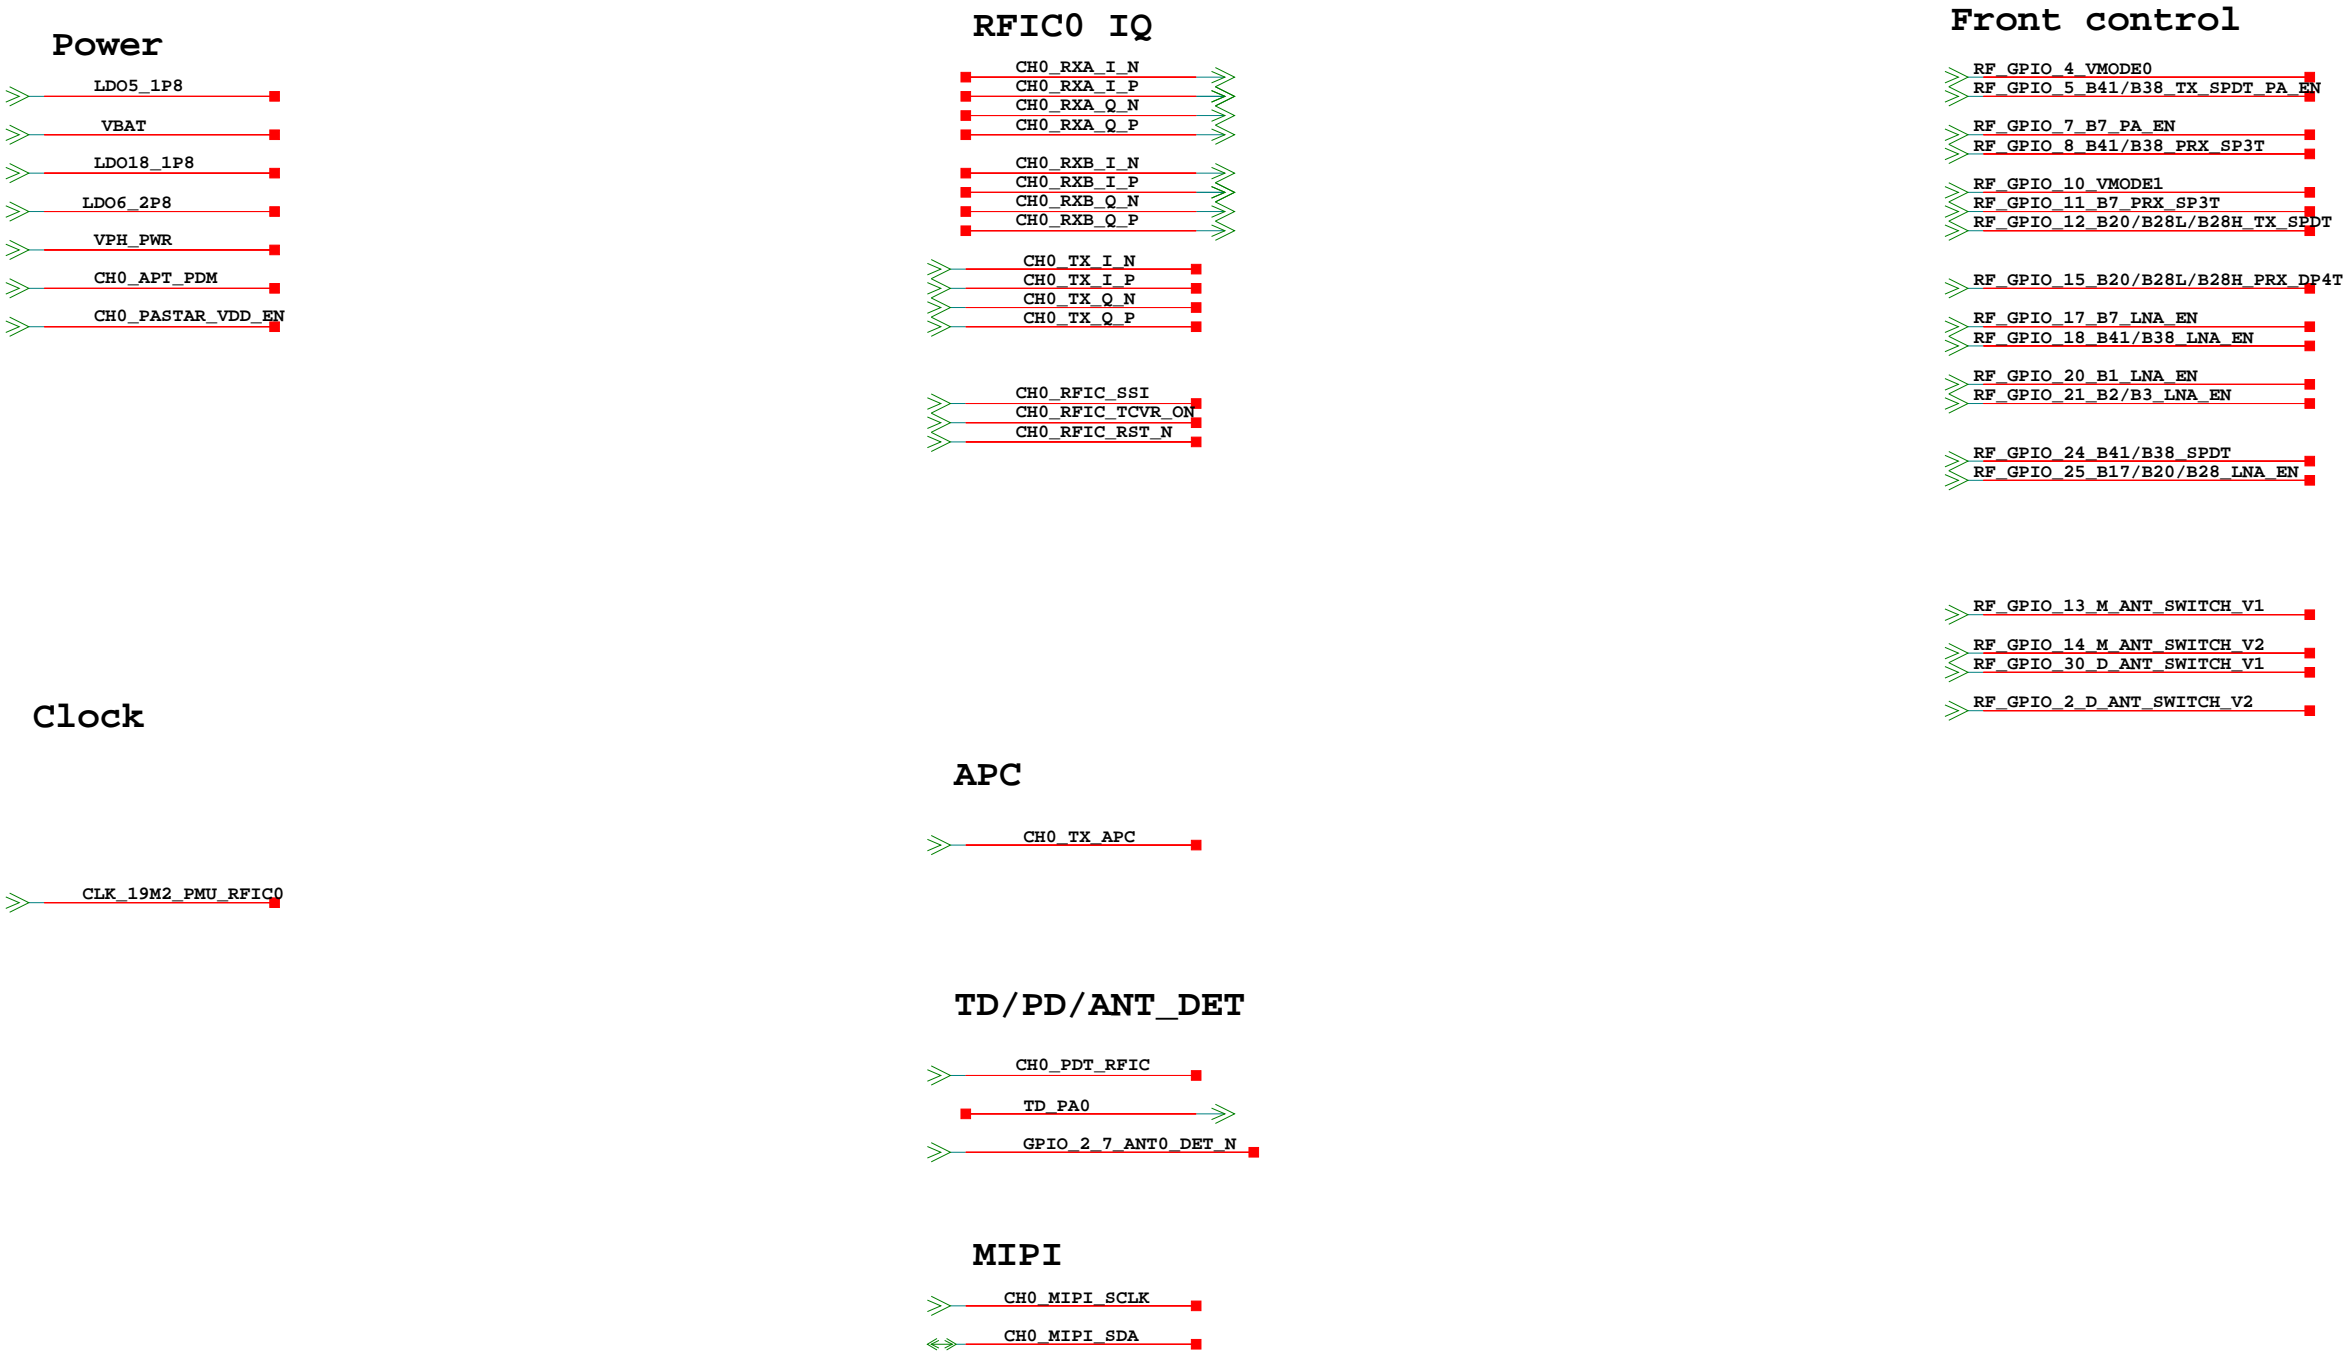 Power
LDO5_1P8
VBAT
LDO18_1P8
LDO6_2P8
VPH_PWR
CH0_APT_PDM
CH0_PASTAR_VDD_EN
Clock
CLK_19M2_PMU_RFIC0
RFIC0 IQ
CH0_RXA_I_N
CH0_RXA_I_P
CH0_RXA_Q_N
CH0_RXA_Q_P
CH0_RXB_I_N
CH0_RXB_I_P
CH0_RXB_Q_N
CH0_RXB_Q_P
CH0_TX_I_N
CH0_TX_I_P
CH0_TX_Q_N
CH0_TX_Q_P
CH0_RFIC_SSI
CH0_RFIC_TCVR_ON
CH0_RFIC_RST_N
APC
CH0_TX_APC
TD/PD/ANT_DET
CH0_PDT_RFIC
TD_PA0
GPIO_2_7_ANT0_DET_N
MIPI
CH0_MIPI_SCLK
CH0_MIPI_SDA
Front control
RF_GPIO_4_VMODE0
RF_GPIO_5_B41/B38_TX_SPDT_PA_EN
RF_GPIO_7_B7_PA_EN
RF_GPIO_8_B41/B38_PRX_SP3T
RF_GPIO_10_VMODE1
RF_GPIO_11_B7_PRX_SP3T
RF_GPIO_12_B20/B28L/B28H_TX_SPDT
RF_GPIO_15_B20/B28L/B28H_PRX_DP4T
RF_GPIO_17_B7_LNA_EN
RF_GPIO_18_B41/B38_LNA_EN
RF_GPIO_20_B1_LNA_EN
RF_GPIO_21_B2/B3_LNA_EN
RF_GPIO_24_B41/B38_SPDT
RF_GPIO_25_B17/B20/B28_LNA_EN
RF_GPIO_13_M_ANT_SWITCH_V1
RF_GPIO_14_M_ANT_SWITCH_V2
RF_GPIO_30_D_ANT_SWITCH_V1
RF_GPIO_2_D_ANT_SWITCH_V2